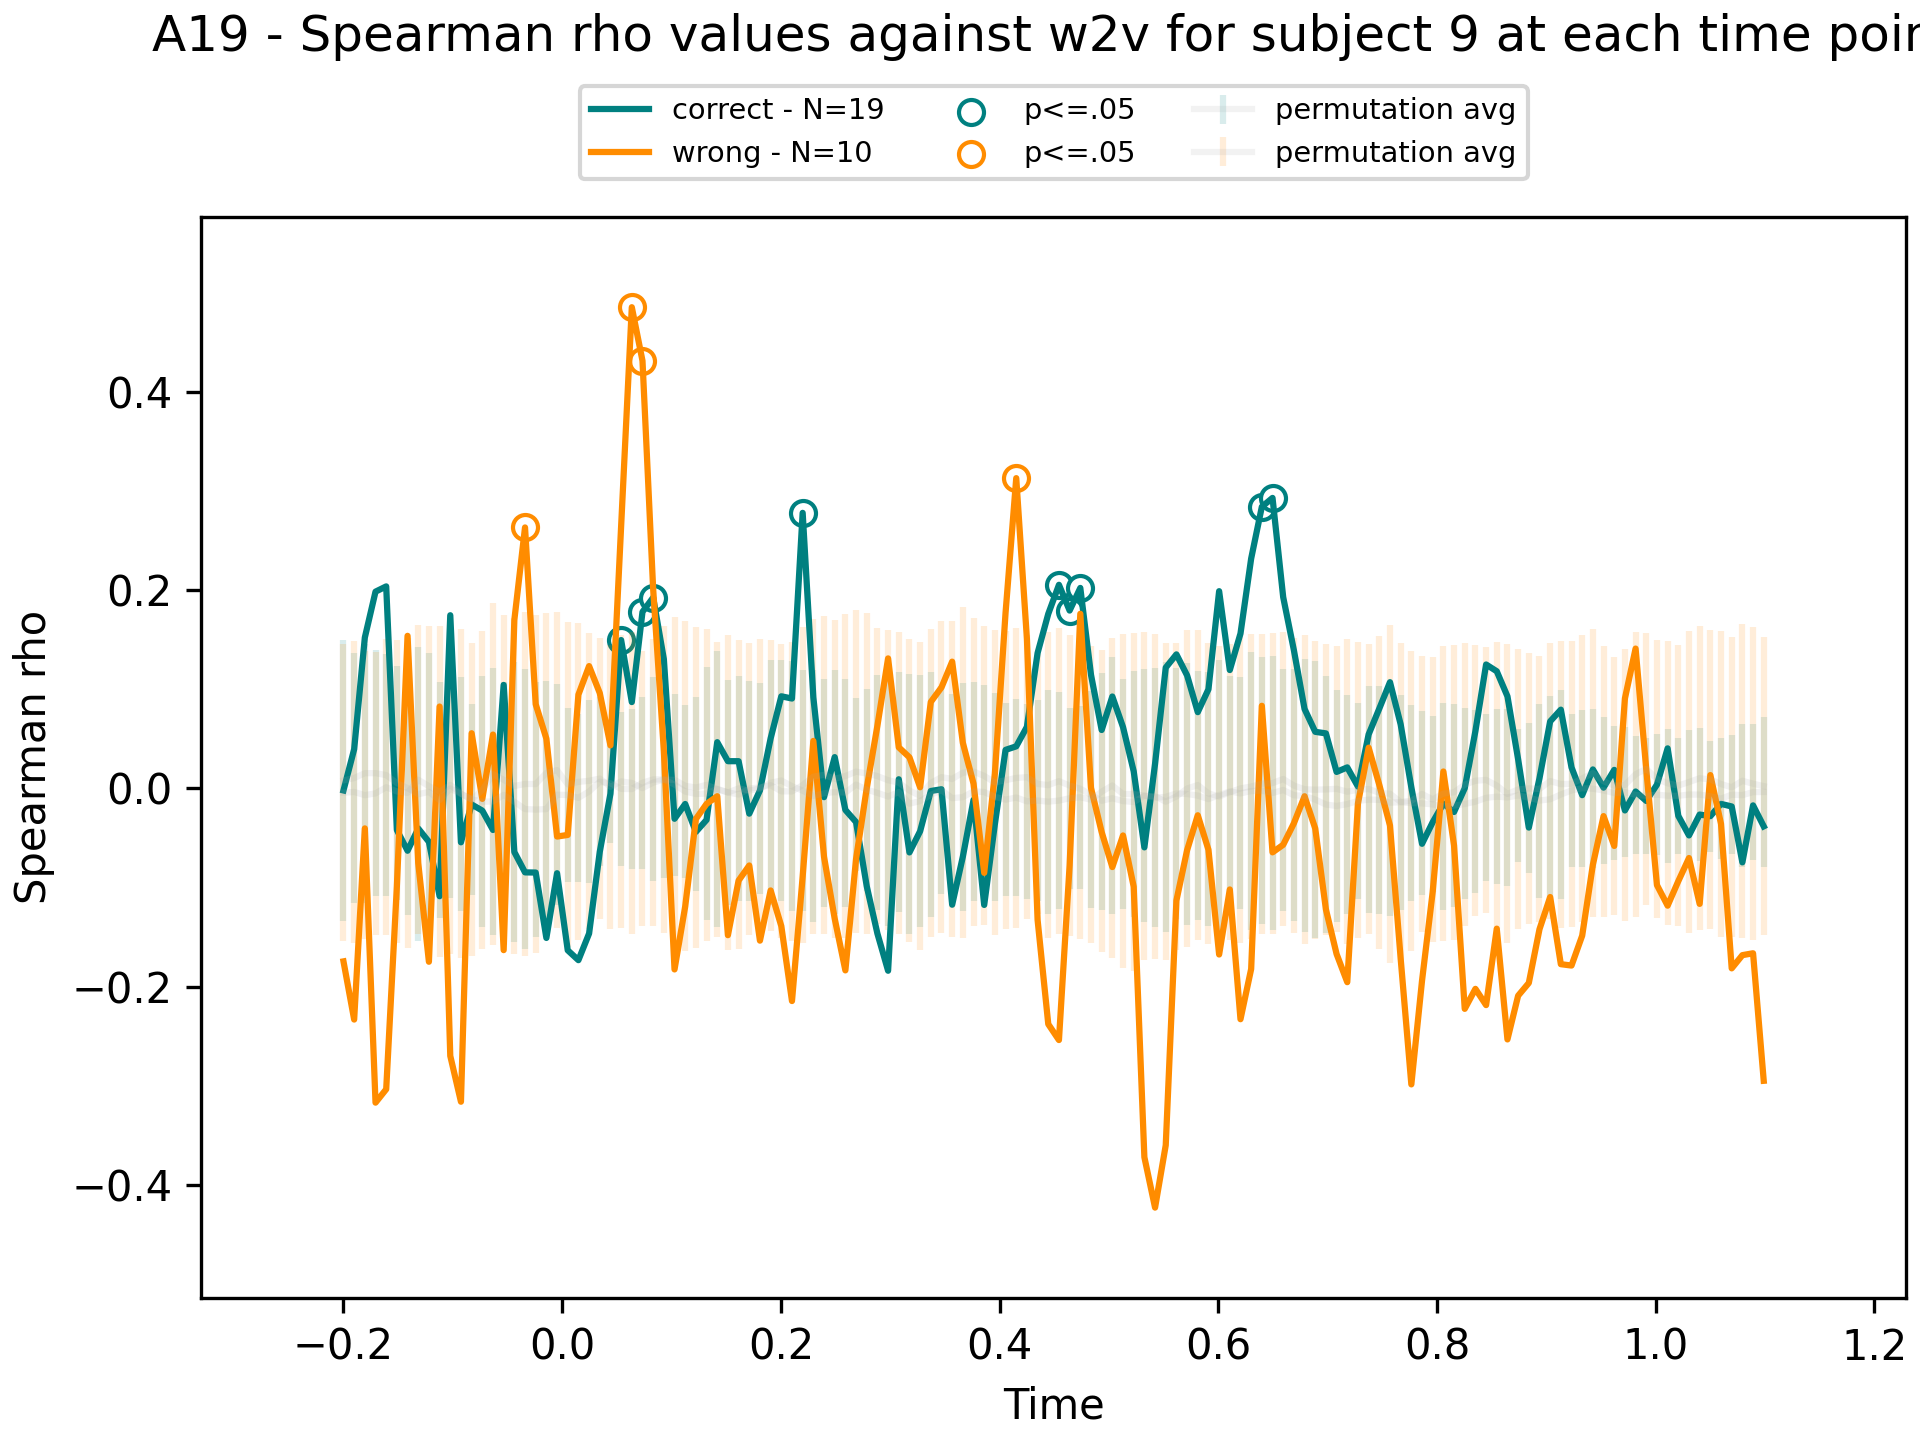 A19 - Spearman rho values against w2v for subject 9 at each time poin
correct - N=19 p<=.05 permutation avg
wrong - N=10 p<=.05 permutation avg
Spearman rho
0.4
0.2
0.0
−0.2
−0.4
−0.2 0.0 0.2 0.4 0.6 0.8 1.0 1.2
Time